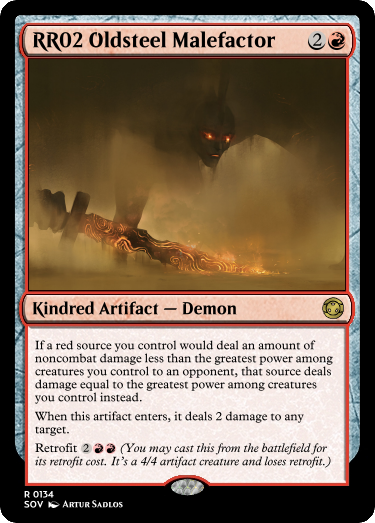 RR02 Oldsteel Malefactor 2
Kindred Artifact — Demon
If a red source you control would deal an amount of
noncombat damage less than the greatest power among
creatures you control to an opponent, that source deals
damage equal to the greatest power among creatures
you control instead.
When this artifact enters, it deals 2 damage to any
target.
Retrofit 2 (You may cast this from the battlefield for
its retrofit cost. It's a 4/4 artifact creature and loses retrofit.)
R 0134
SOV Artur Sadlos